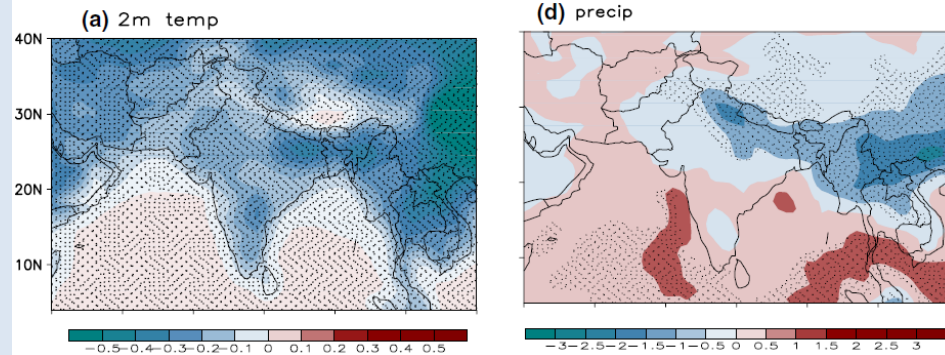 (a) 2m temp
40N
30N
20N
10N
-0.5-0.4-0.3-0.2-0.1 0 0.1 0.2 0.3 0.4 0.5
(d) precip
-3-2.5-2-1.5-1-0.5 0 0.5 1 1.5 2 2.5 3